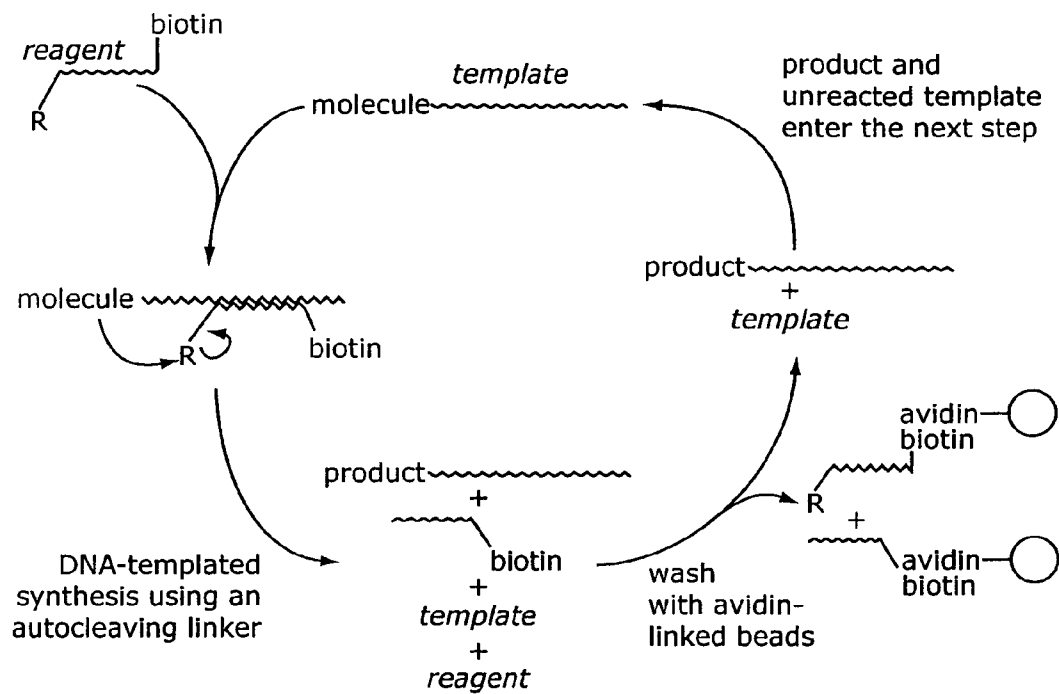 biotin
reagent
R
template
molecule
product and
unreacted template
enter the next step
molecule
R
biotin
product
+
template
DNA-templated
synthesis using an
autocleaving linker
product
+
biotin
+
template
+
reagent
wash
with avidin-
linked beads
avidin
biotin
R
+
avidin
biotin